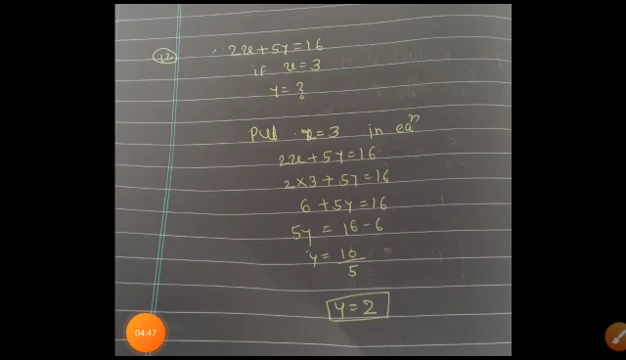 (12) ∴ 2x+5y=16
if x=3
y=?
Put x=3 in eqⁿ
2x+5y=16
2×3+5y=16
6+5y=16
5y=16-6
y=10/5
y=2
04:47